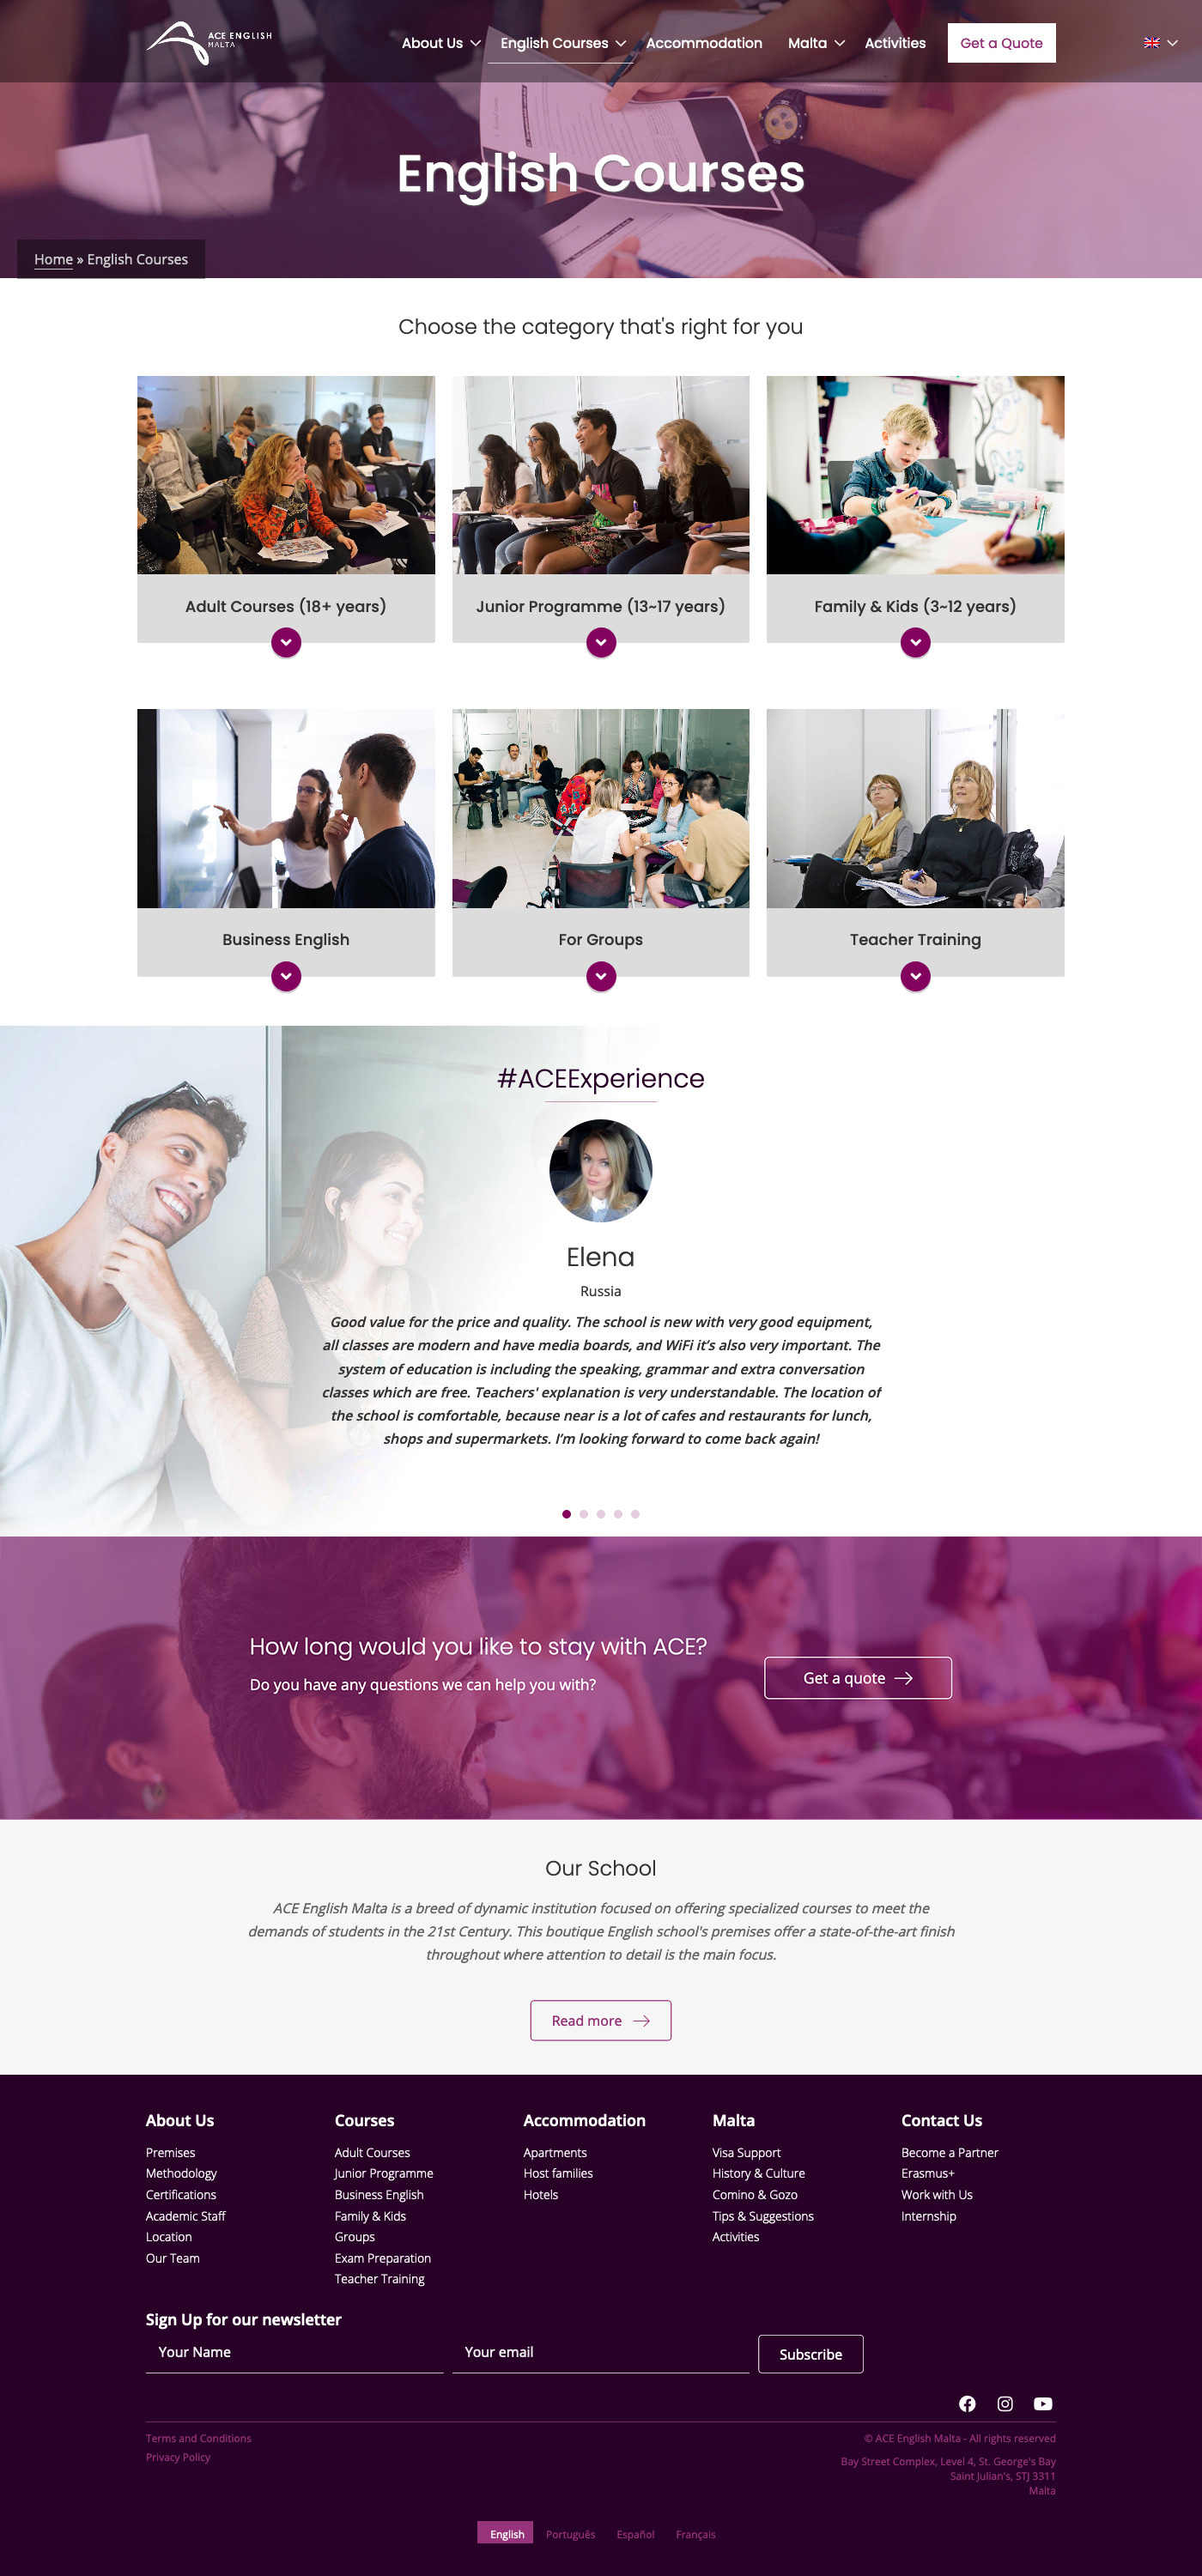 ACE ENGLISH
MALTA
About Us
English Courses
Accommodation
Malta
Activities
Get a Quote
English Courses
Home » English Courses
Choose the category that's right for you
Adult Courses (18+ years)
Junior Programme (13~17 years)
Family & Kids (3~12 years)
Business English
For Groups
Teacher Training
#ACEExperience
Elena
Russia
Good value for the price and quality. The school is new with very good equipment,
all classes are modern and have media boards, and WiFi it’s also very important. The
system of education is including the speaking, grammar and extra conversation
classes which are free. Teachers' explanation is very understandable. The location of
the school is comfortable, because near is a lot of cafes and restaurants for lunch,
shops and supermarkets. I’m looking forward to come back again!
How long would you like to stay with ACE?
Do you have any questions we can help you with?
Get a quote
Our School
ACE English Malta is a breed of dynamic institution focused on offering specialized courses to meet the
demands of students in the 21st Century. This boutique English school's premises offer a state-of-the-art finish
throughout where attention to detail is the main focus.
Read more
About Us
Premises
Methodology
Certifications
Academic Staff
Location
Our Team
Courses
Adult Courses
Junior Programme
Business English
Family & Kids
Groups
Exam Preparation
Teacher Training
Accommodation
Apartments
Host families
Hotels
Malta
Visa Support
History & Culture
Comino & Gozo
Tips & Suggestions
Activities
Contact Us
Become a Partner
Erasmus+
Work with Us
Internship
Sign Up for our newsletter
Your Name
Your email
Subscribe
Terms and Conditions
Privacy Policy
© ACE English Malta - All rights reserved
Bay Street Complex, Level 4, St. George's Bay
Saint Julian's, STJ 3311
Malta
English
Português
Español
Français